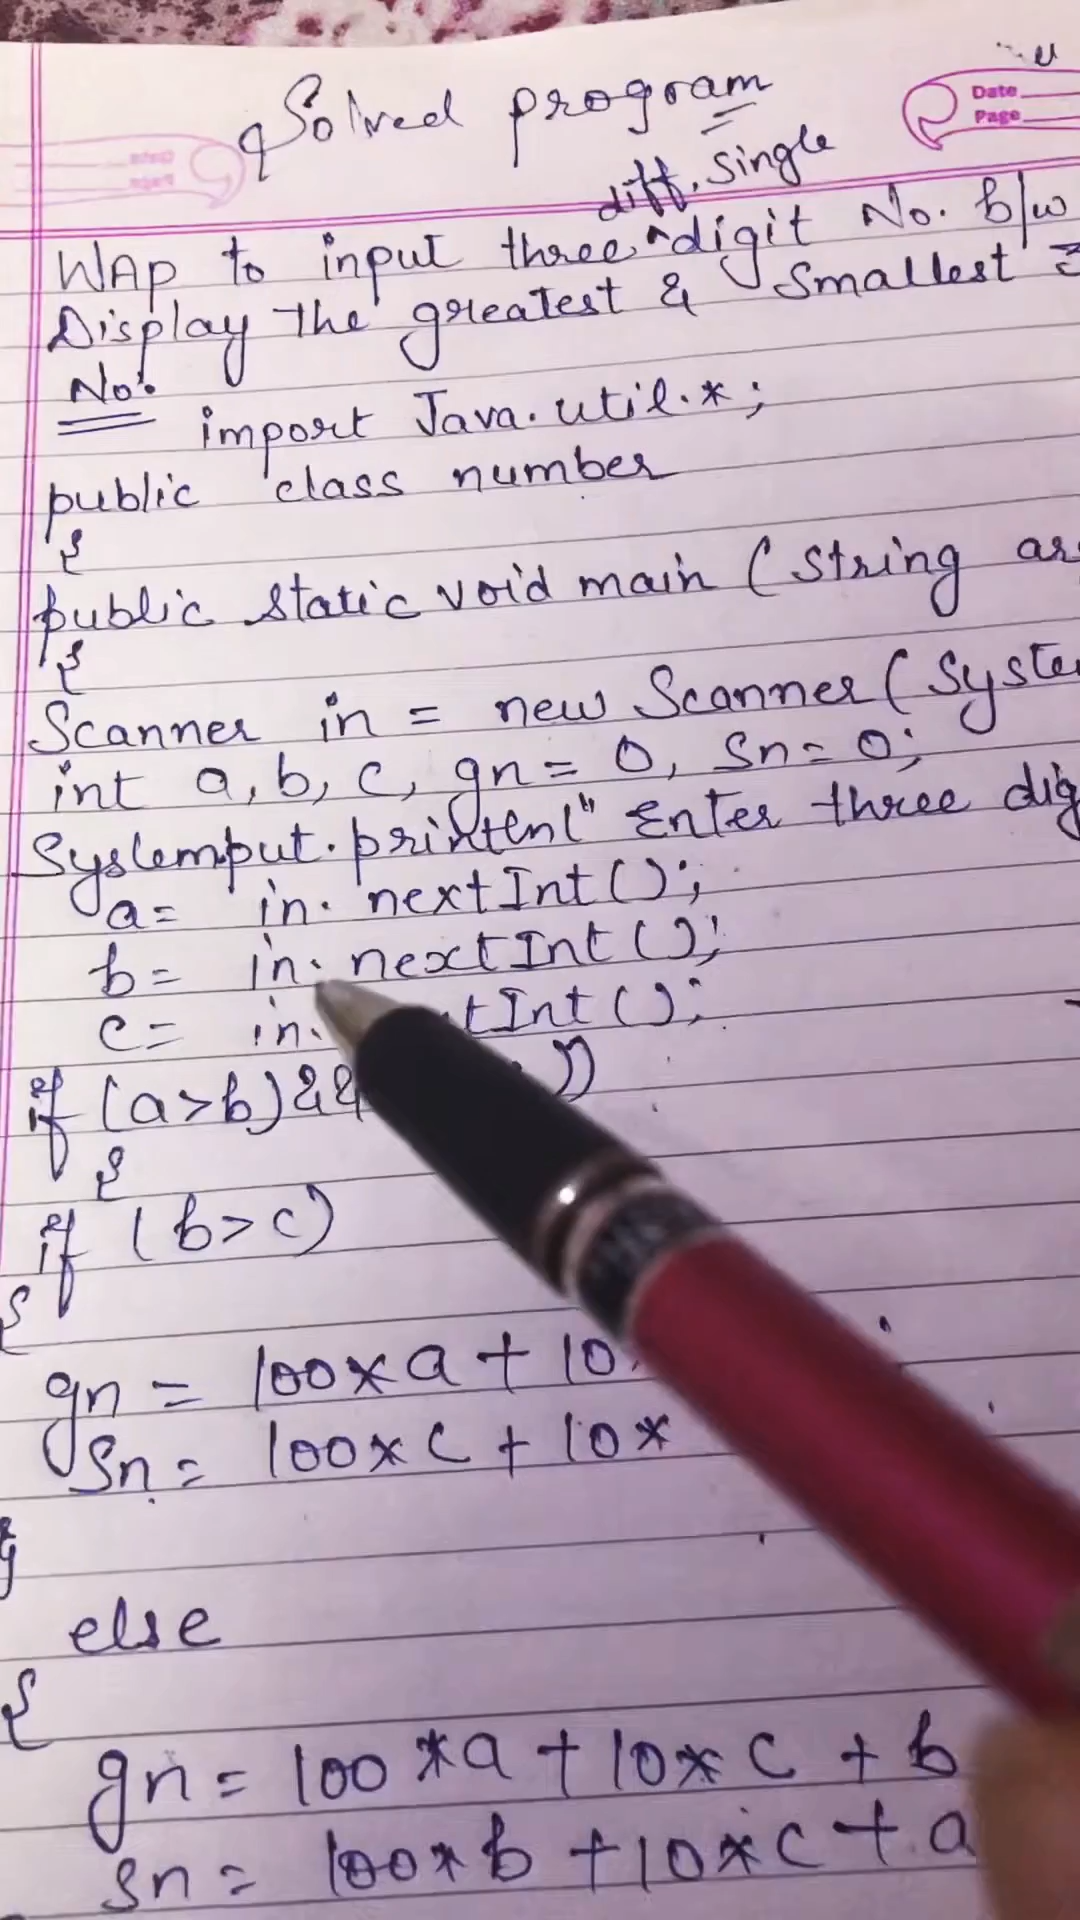 Solved program
Date
Page
diff. single
WAP to input three ^ digit No. b/w
Display the greatest & smallest
No.
import Java.util.*;
public class number
{
public static void main (String
{
Scanner in = new Scanner (
int a, b, c, gn = 0, Sn = 0;
"Enter three
a = in. nextInt();
b = in. nextInt();
c = in.
if (a>b) &&
{
if (b>c)
{
gn = 100*a + 10
Sn = 100*c + 10*
}
else
{
gn = 100*a + 10*c + b
Sn = 100*b + 10*c + a